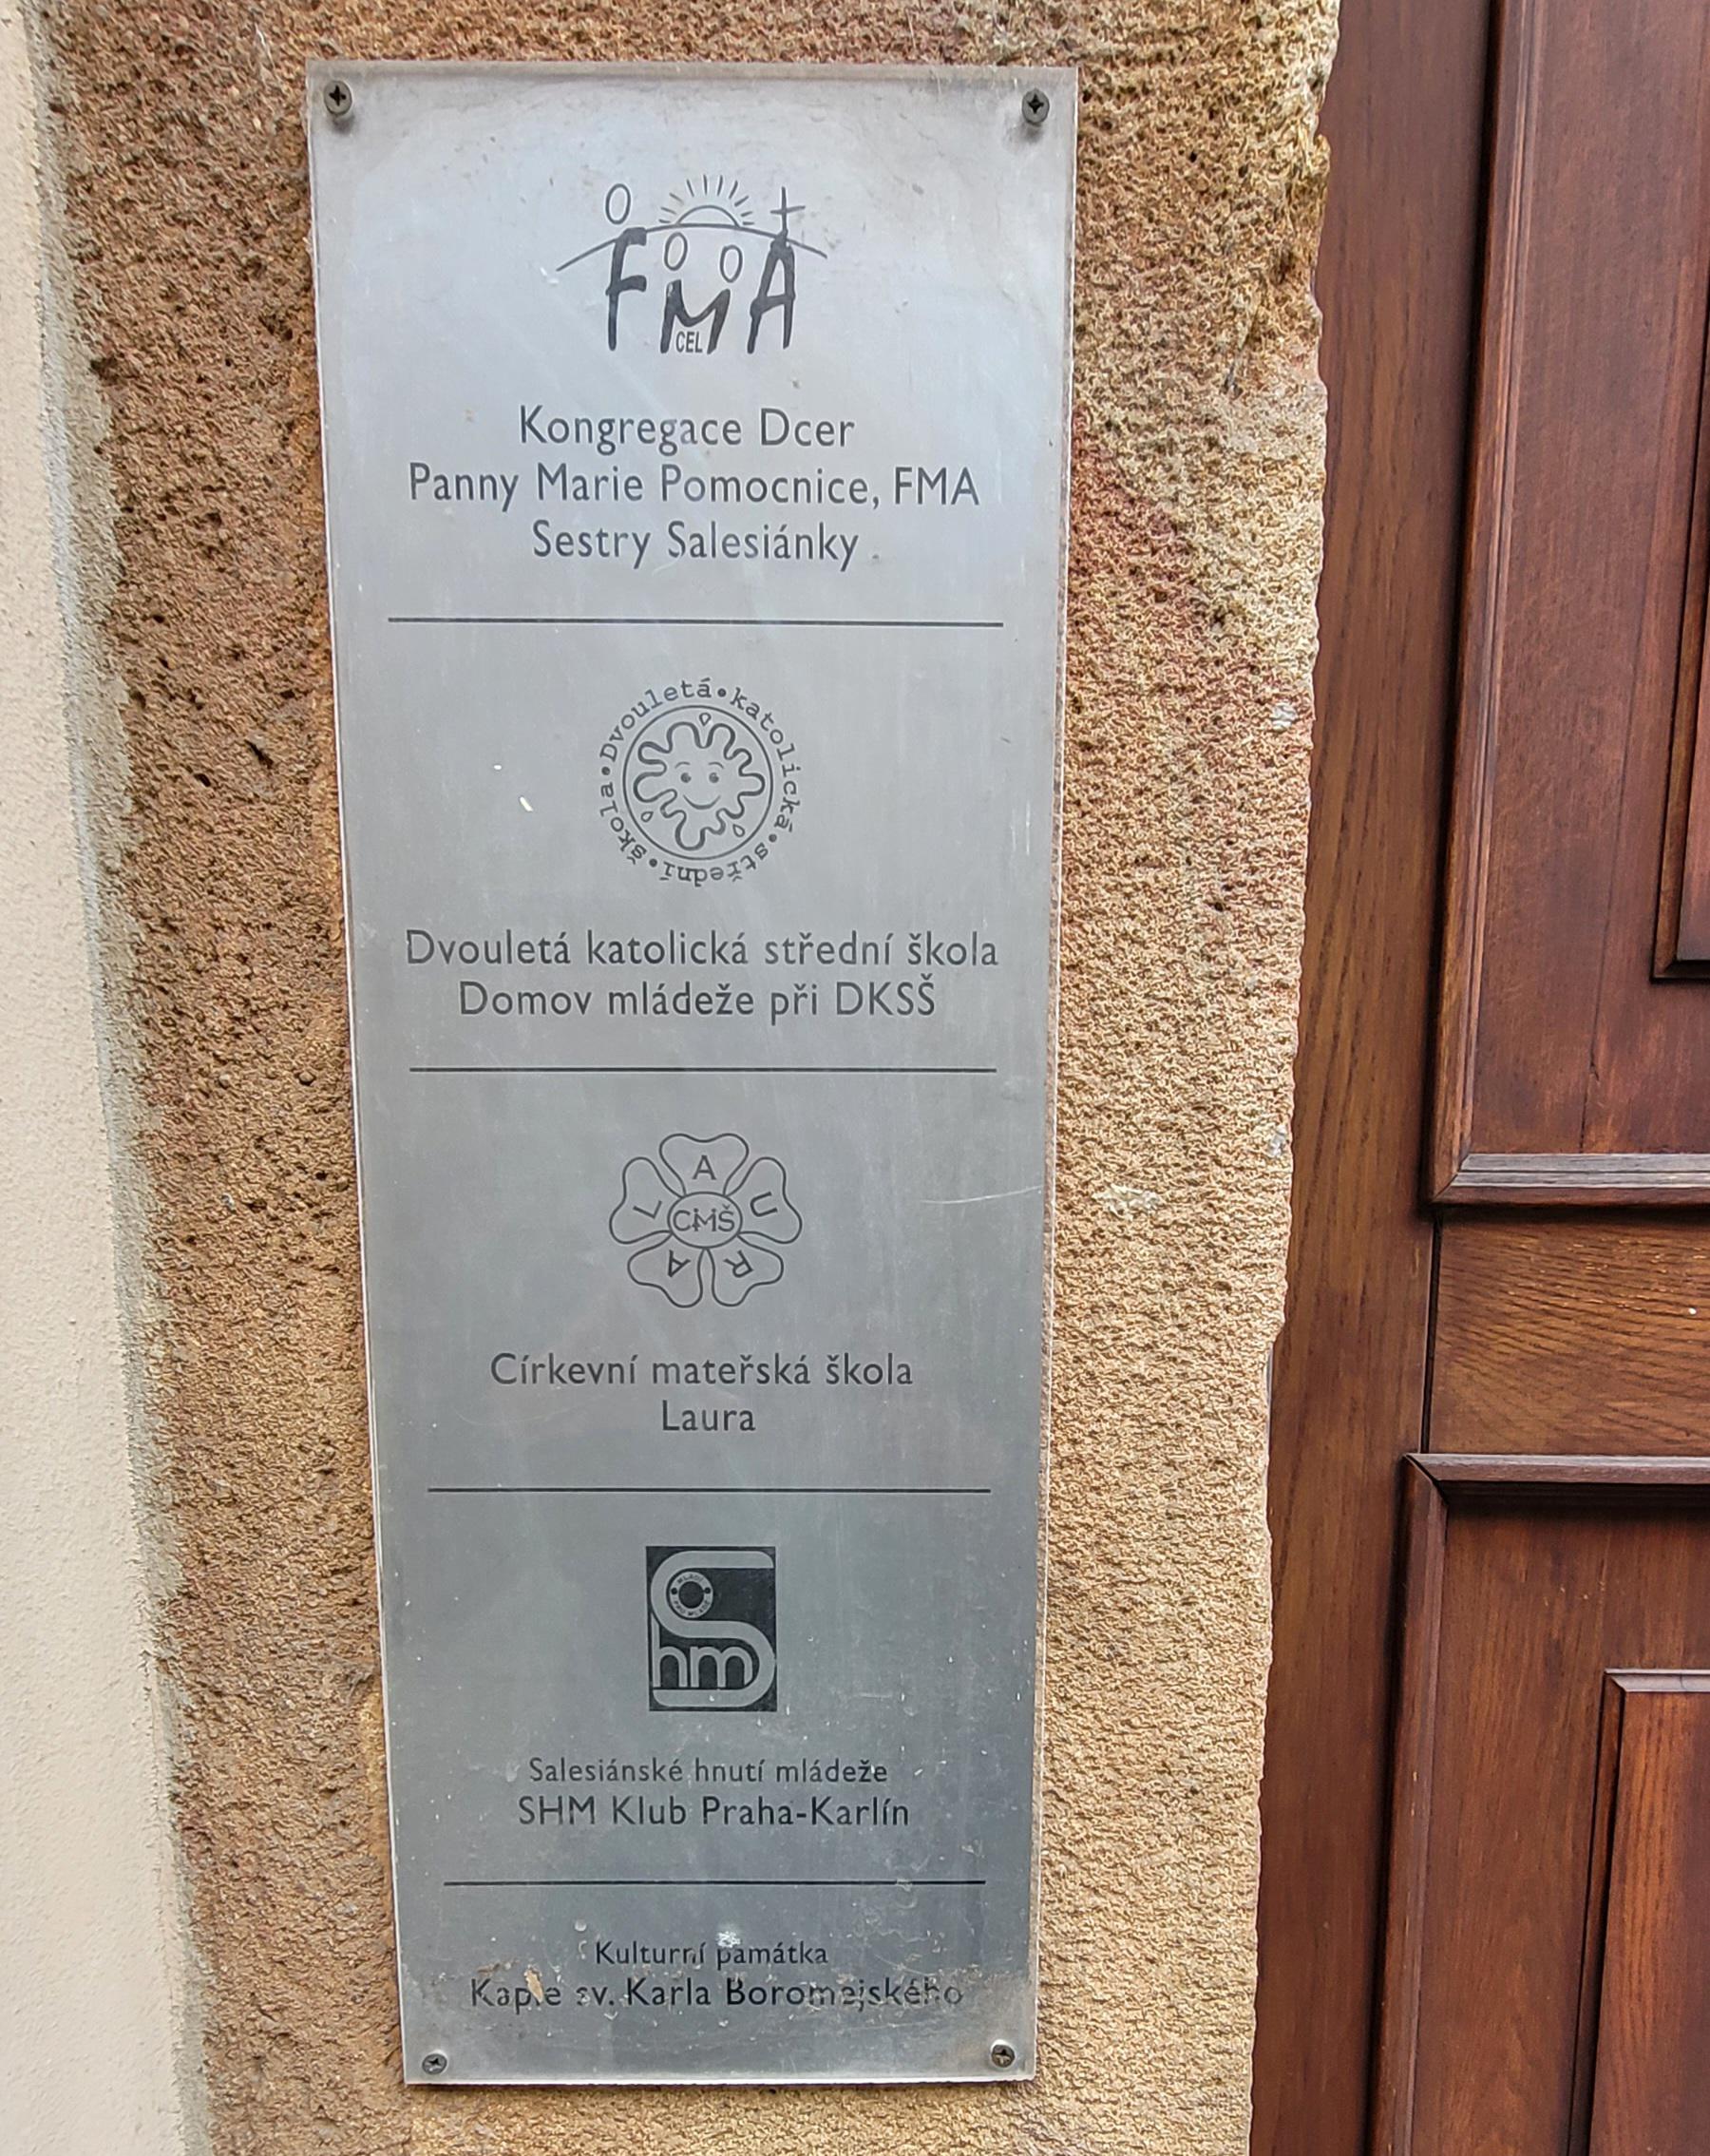 FMA
CEL
Kongregace Dcer
Panny Marie Pomocnice, FMA
Sestry Salesiánky
Dvouletá • katolická • střední • škola •
Dvouletá katolická střední škola
Domov mládeže při DKSŠ
LAURA
CMŠ
Církevní mateřská škola
Laura
shm
Salesiánské hnutí mládeže
SHM Klub Praha-Karlín
Kulturní památka
Kaple sv. Karla Boromejského